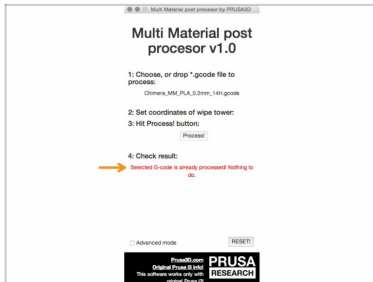 Multi Material post procesor by PRUSA3D
Multi Material post
procesor v1.0
1: Choose, or drop *.gcode file to
process:
Chimera_MM_PLA_0.2mm_14H.gcode
2: Set coordinates of wipe tower:
3: Hit Process! button:
Process!
4: Check result:
Selected G-code is already processed! Nothing to
do.
Advanced mode
RESET!
Prusa3D.com
Original Prusa i3 info!
This software works only with
original Prusa i3!
PRUSA
RESEARCH